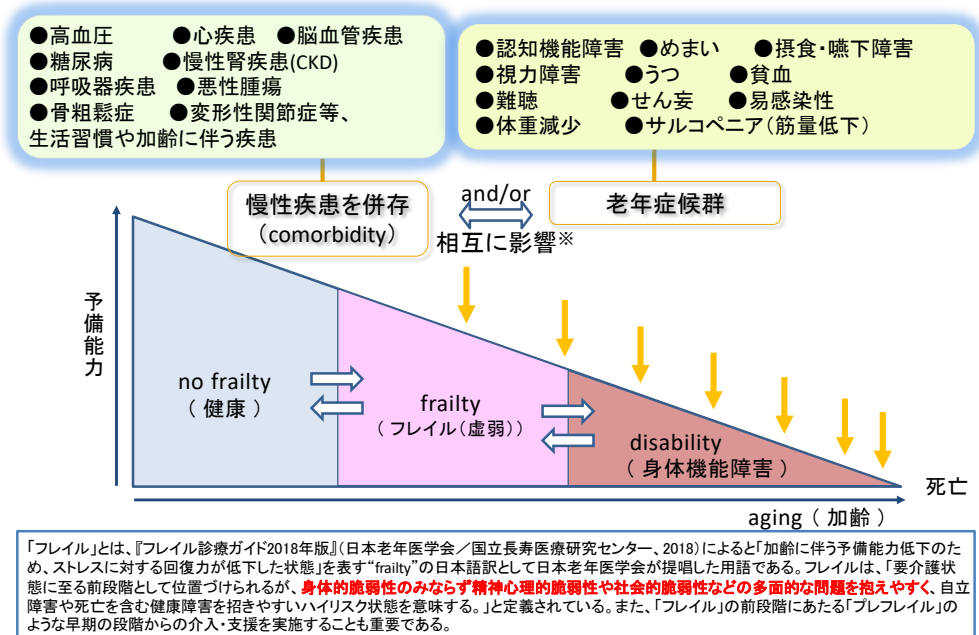 ●高血圧 ●心疾患 ●脳血管疾患
●糖尿病 ●慢性腎疾患(CKD)
●呼吸器疾患 ●悪性腫瘍
●骨粗鬆症 ●変形性関節症等、
生活習慣や加齢に伴う疾患
●認知機能障害 ●めまい ●摂食・嚥下障害
●視力障害 ●うつ ●貧血
●難聴 ●せん妄 ●易感染性
●体重減少 ●サルコペニア(筋量低下)
慢性疾患を併存
(comorbidity)
and/or
相互に影響※
老年症候群
予備能力
no frailty
(健康)
frailty
(フレイル(虚弱))
disability
(身体機能障害)
死亡
aging(加齢)
「フレイル」とは、『フレイル診療ガイド2018年版』(日本老年医学会/国立長寿医療研究センター、2018)によると「加齢に伴う予備能力低下のた
め、ストレスに対する回復力が低下した状態」を表す“frailty”の日本語訳として日本老年医学会が提唱した用語である。フレイルは、「要介護状
態に至る前段階として位置づけられるが、身体的脆弱性のみならず精神心理的脆弱性や社会的脆弱性などの多面的な問題を抱えやすく、自立
障害や死亡を含む健康障害を招きやすいハイリスク状態を意味する。」と定義されている。また、「フレイル」の前段階にあたる「プレフレイル」の
ような早期の段階からの介入・支援を実施することも重要である。